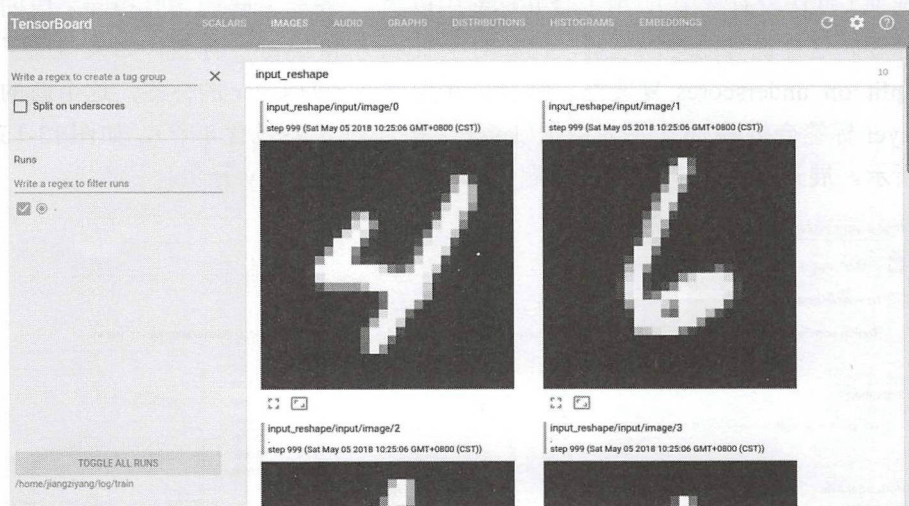 TensorBoard
SCALARS IMAGES AUDIO GRAPHS DISTRIBUTIONS HISTOGRAMS EMBEDDINGS
Write a regex to create a tag group
Split on underscores
Runs
Write a regex to filter runs
.
TOGGLE ALL RUNS
/home/jiangziyang/log/train
input_reshape
10
input_reshape/input/image/0
.
step 999 (Sat May 05 2018 10:25:06 GMT+0800 (CST))
input_reshape/input/image/1
.
step 999 (Sat May 05 2018 10:25:06 GMT+0800 (CST))
4
6
input_reshape/input/image/2
.
step 999 (Sat May 05 2018 10:25:06 GMT+0800 (CST))
input_reshape/input/image/3
.
step 999 (Sat May 05 2018 10:25:06 GMT+0800 (CST))